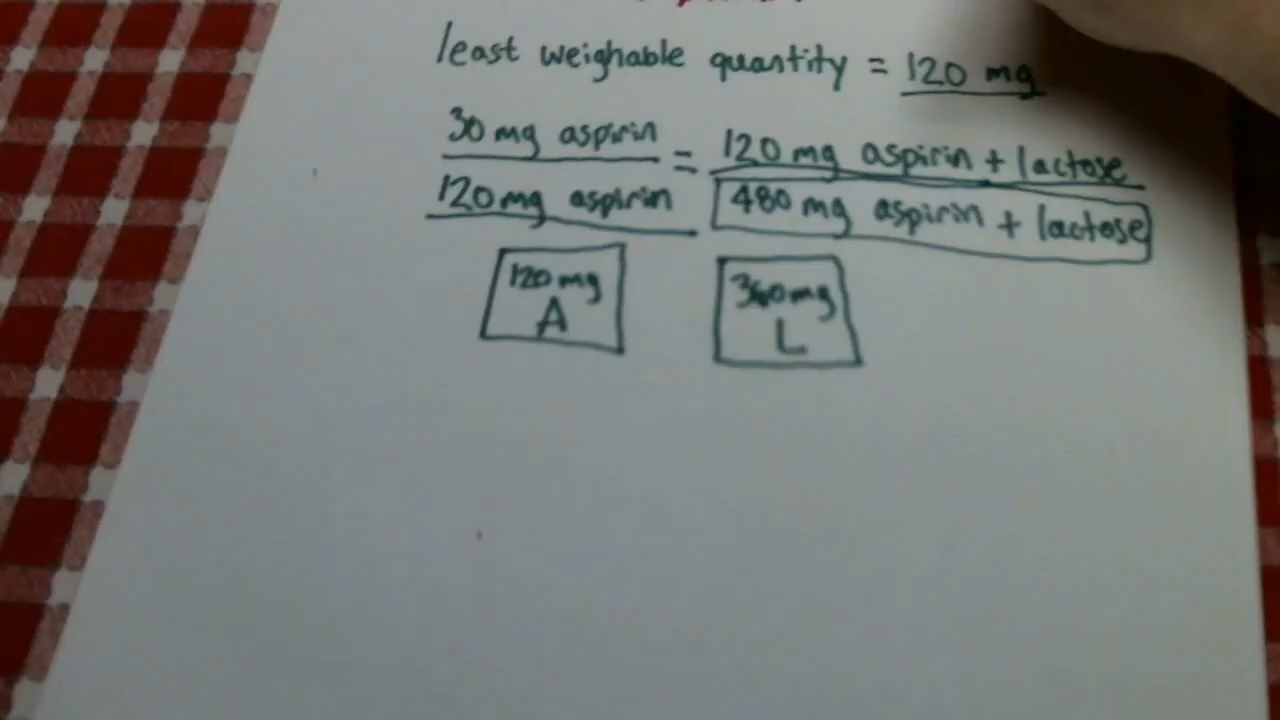 least weighable quantity = 120 mg
30 mg aspirin = 120 mg aspirin + lactose
120 mg aspirin 480 mg aspirin + lactose
120 mg 360 mg
A L